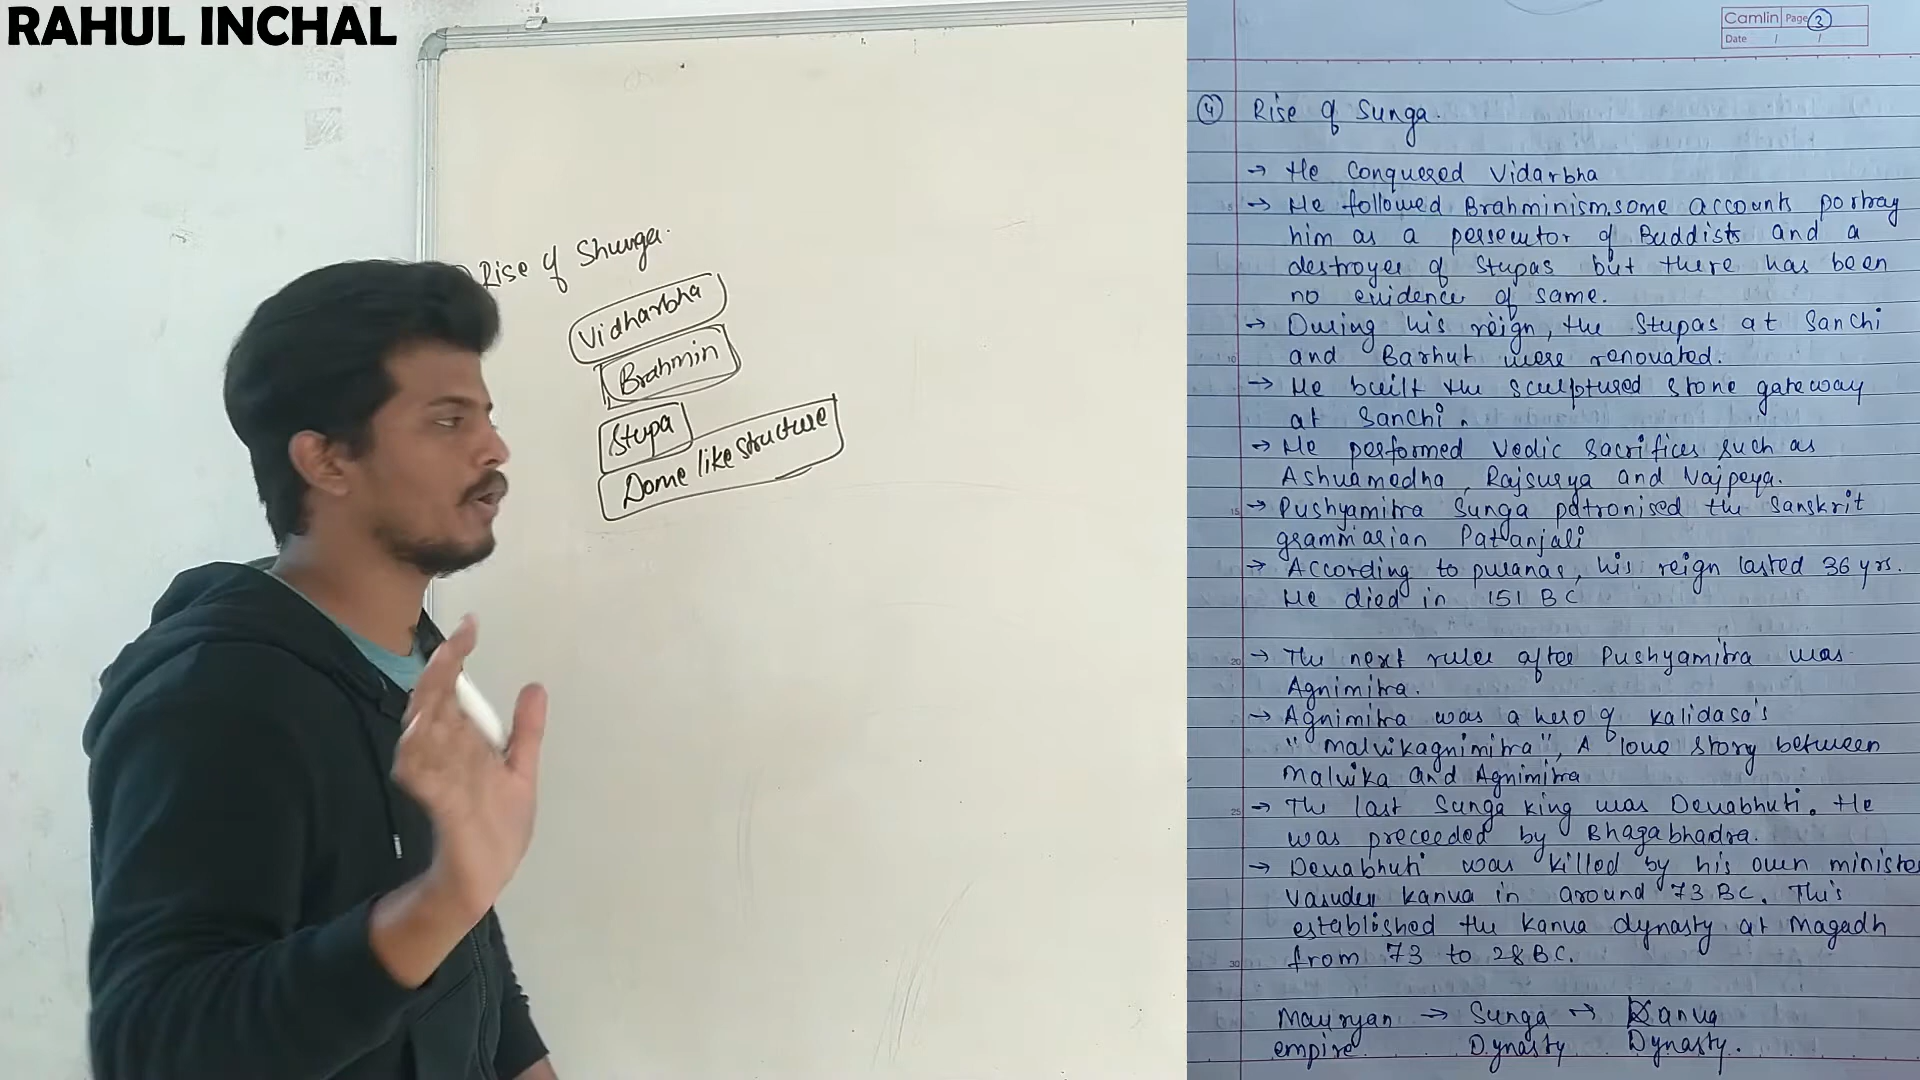 RAHUL INCHAL
Rise of Shunga.
Vidharbha
Brahmin
Stupa
Dome like structure
Camlin Page 3
Date / /
4 Rise of Sunga.
→ He Conquered Vidarbha
→ He followed Brahminism. some accounts portray
him as a persecutor of Buddists and a
destroyer of Stupas but there has been
no evidence of same.
→ During his reign, the Stupas at Sanchi
and Barhut were renovated.
→ He built the sculptured stone gateway
at Sanchi.
→ He performed Vedic Sacrifices such as
Ashwamedha, Rajsurya and Vajpeya.
→ Pushyamitra Sunga patronised the Sanskrit
grammarian Patanjali
→ According to puranas, his reign lasted 36 yrs.
He died in 151 BC
→ The next ruler after Pushyamitra was
Agnimitra.
→ Agnimitra was a hero of Kalidasa's
"malvikagnimitra", A love story between
Malvika and Agnimitra
→ The last Sunga king was Devabhuti. He
was preceeded by Bhagabhadra.
→ Devabhuti was killed by his own ministe
Vasudev Kanva in around 73 BC. This
established the Kanva dynasty at Magadh
from 73 to 28 BC.
Mauryan → Sunga → Kanva
empire Dynasty Dynasty.